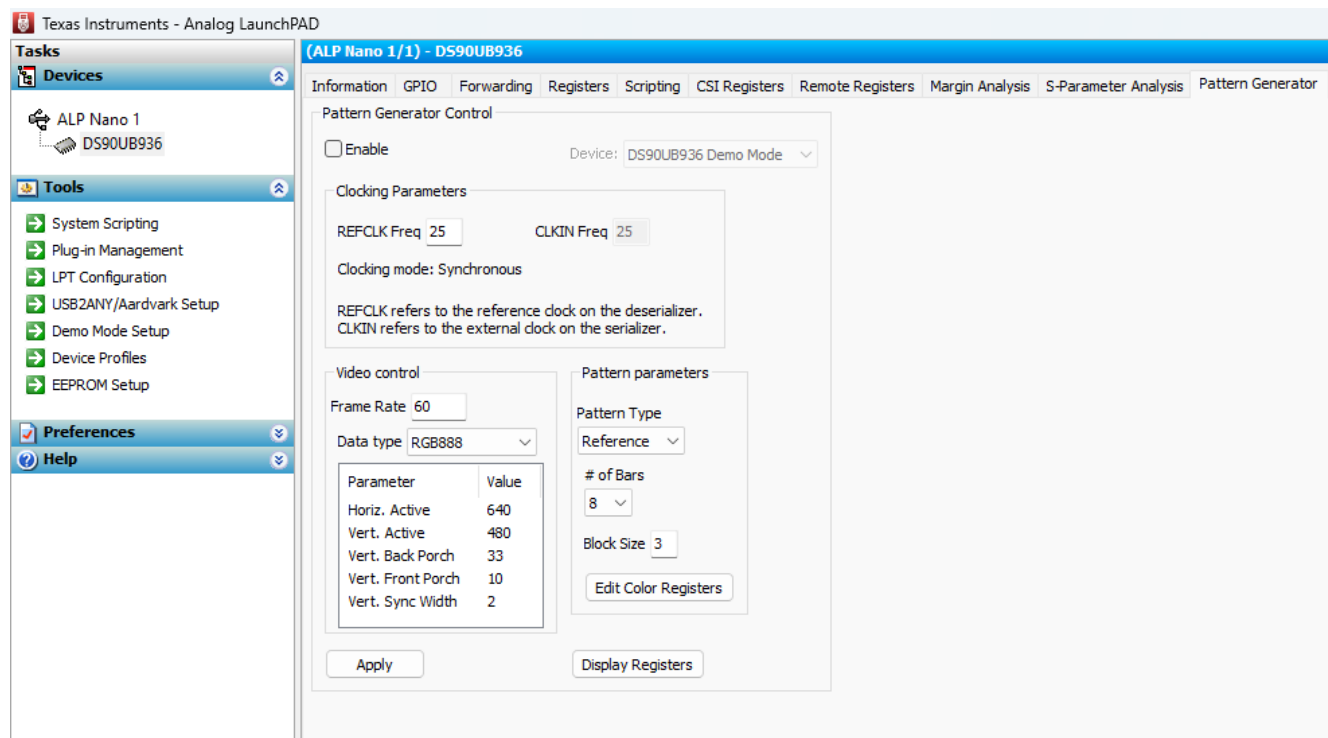 Texas Instruments - Analog LaunchPAD
Tasks
Devices
ALP Nano 1
DS90UB936
Tools
System Scripting
Plug-in Management
LPT Configuration
USB2ANY/Aardvark Setup
Demo Mode Setup
Device Profiles
EEPROM Setup
Preferences
Help
(ALP Nano 1/1) - DS90UB936
Information GPIO Forwarding Registers Scripting CSI Registers Remote Registers Margin Analysis S-Parameter Analysis Pattern Generator
Pattern Generator Control
Enable Device: DS90UB936 Demo Mode
Clocking Parameters
REFCLK Freq 25 CLKIN Freq 25
Clocking mode: Synchronous
REFCLK refers to the reference clock on the deserializer.
CLKIN refers to the external clock on the serializer.
Video control
Frame Rate 60
Data type RGB888
Parameter Value
Horiz. Active 640
Vert. Active 480
Vert. Back Porch 33
Vert. Front Porch 10
Vert. Sync Width 2
Pattern parameters
Pattern Type
Reference
# of Bars
8
Block Size 3
Edit Color Registers
Apply Display Registers